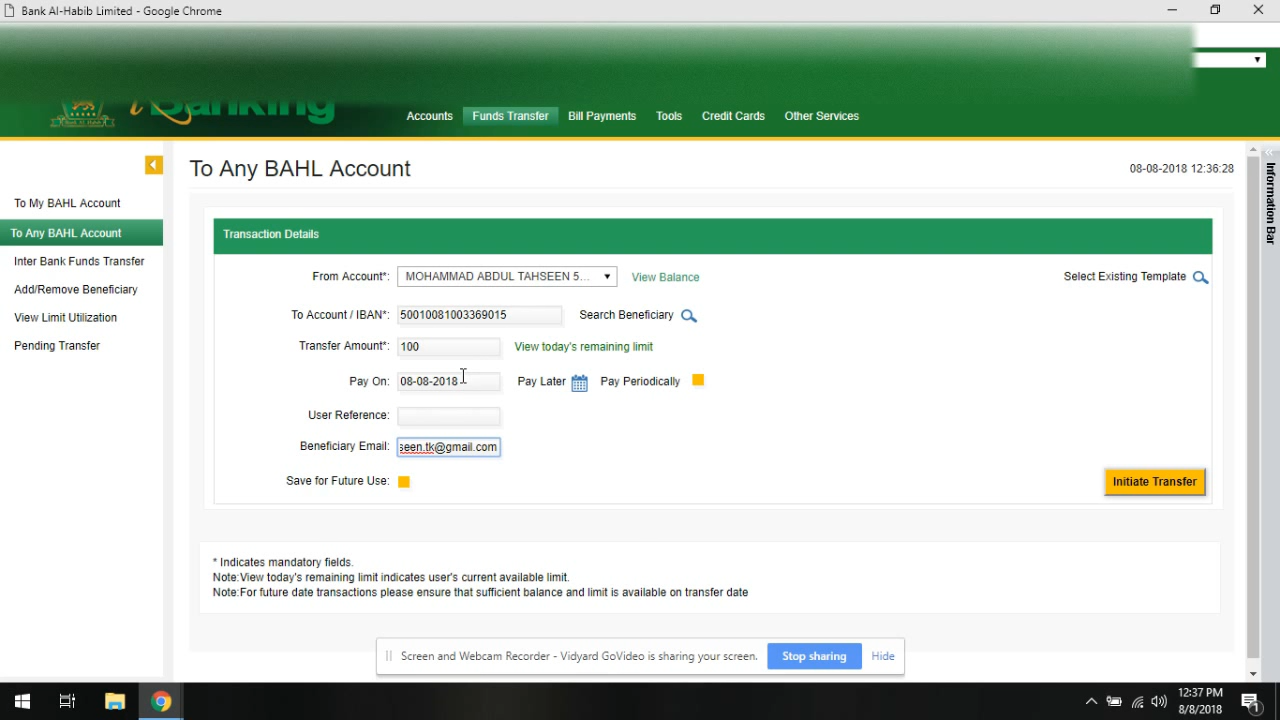 Bank Al-Habib Limited - Google Chrome
iBanking
Accounts Funds Transfer Bill Payments Tools Credit Cards Other Services
To Any BAHL Account
08-08-2018 12:36:28
Information Bar
To My BAHL Account
To Any BAHL Account
Inter Bank Funds Transfer
Add/Remove Beneficiary
View Limit Utilization
Pending Transfer
Transaction Details
From Account*: MOHAMMAD ABDUL TAHSEEN 5... View Balance
Select Existing Template
To Account / IBAN*: 50010081003369015 Search Beneficiary
Transfer Amount*: 100 View today's remaining limit
Pay On: 08-08-2018 Pay Later Pay Periodically
User Reference:
Beneficiary Email: seen.tk@gmail.com
Save for Future Use:
Initiate Transfer
* Indicates mandatory fields.
Note:View today's remaining limit indicates user's current available limit.
Note:For future date transactions please ensure that sufficient balance and limit is available on transfer date
Screen and Webcam Recorder - Vidyard GoVideo is sharing your screen. Stop sharing Hide
12:37 PM
8/8/2018
1